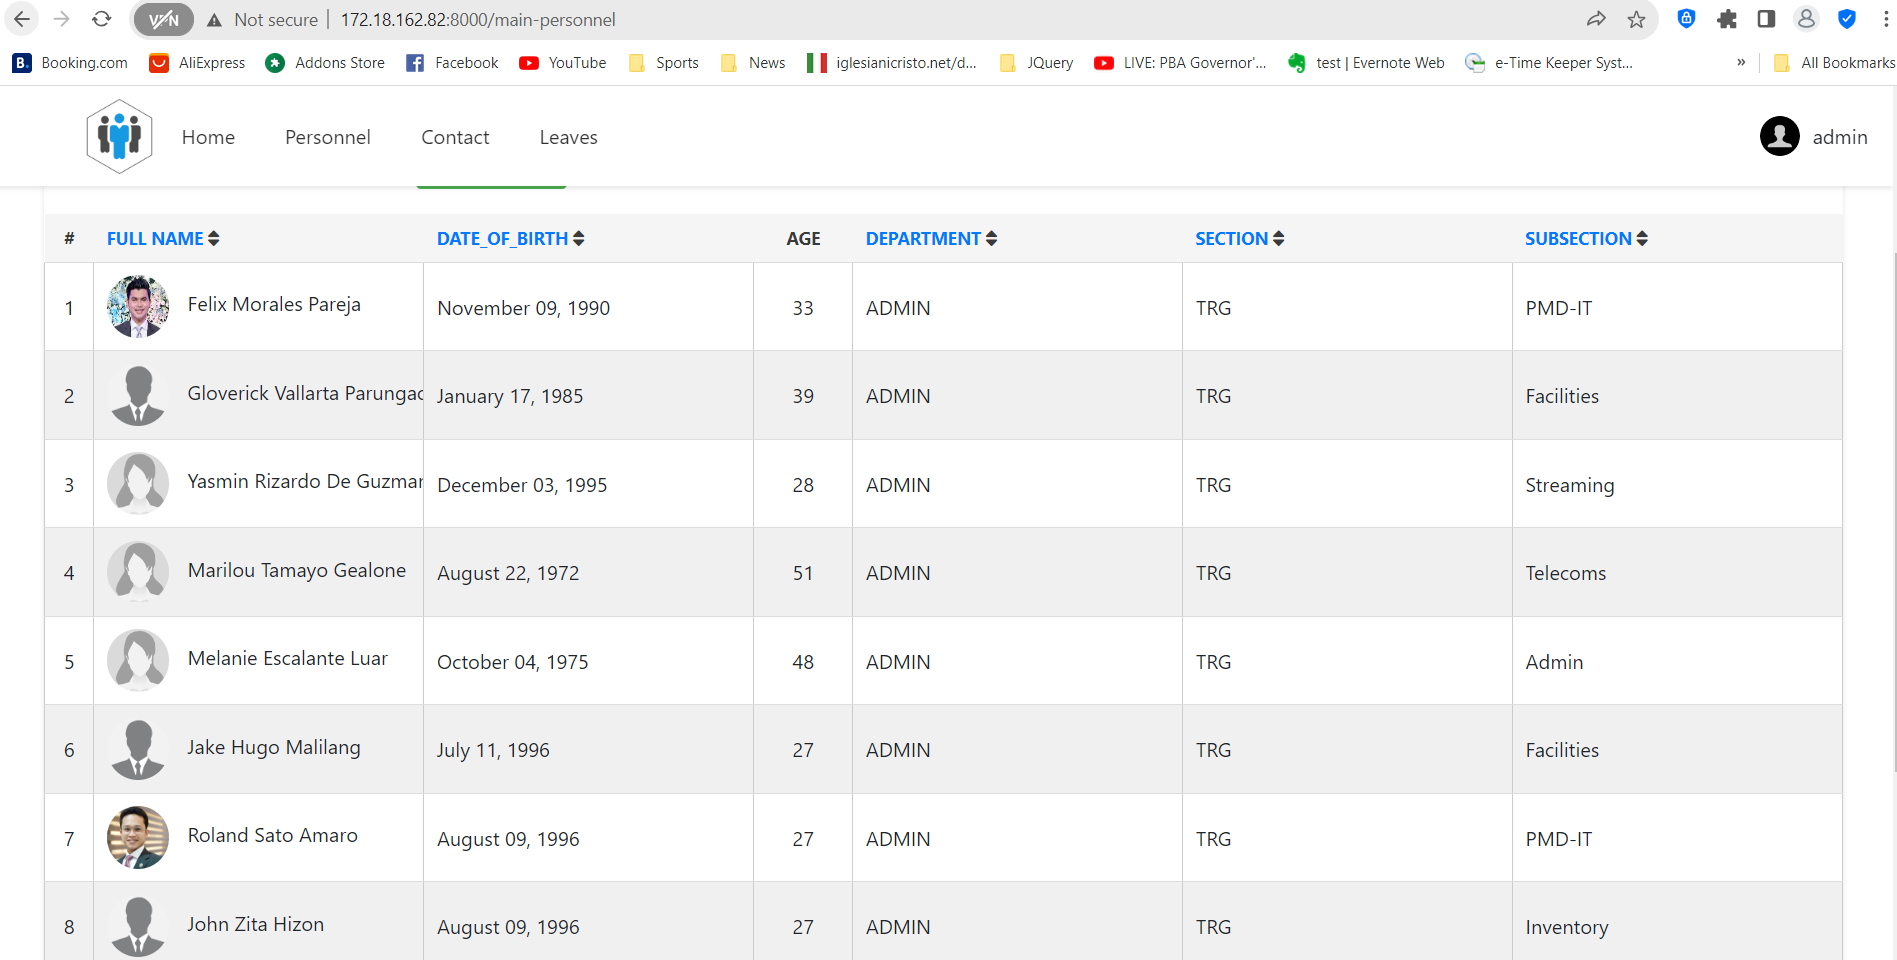 VPN Not secure 172.18.162.82:8000/main-personnel
B. Booking.com AliExpress Addons Store Facebook YouTube Sports News iglesianicristo.net/d... JQuery LIVE: PBA Governor'... test | Evernote Web e-Time Keeper Syst... » All Bookmarks
Home Personnel Contact Leaves admin
# FULL NAME DATE_OF_BIRTH AGE DEPARTMENT SECTION SUBSECTION
1 Felix Morales Pareja November 09, 1990 33 ADMIN TRG PMD-IT
2 Gloverick Vallarta Parungac January 17, 1985 39 ADMIN TRG Facilities
3 Yasmin Rizardo De Guzman December 03, 1995 28 ADMIN TRG Streaming
4 Marilou Tamayo Gealone August 22, 1972 51 ADMIN TRG Telecoms
5 Melanie Escalante Luar October 04, 1975 48 ADMIN TRG Admin
6 Jake Hugo Malilang July 11, 1996 27 ADMIN TRG Facilities
7 Roland Sato Amaro August 09, 1996 27 ADMIN TRG PMD-IT
8 John Zita Hizon August 09, 1996 27 ADMIN TRG Inventory